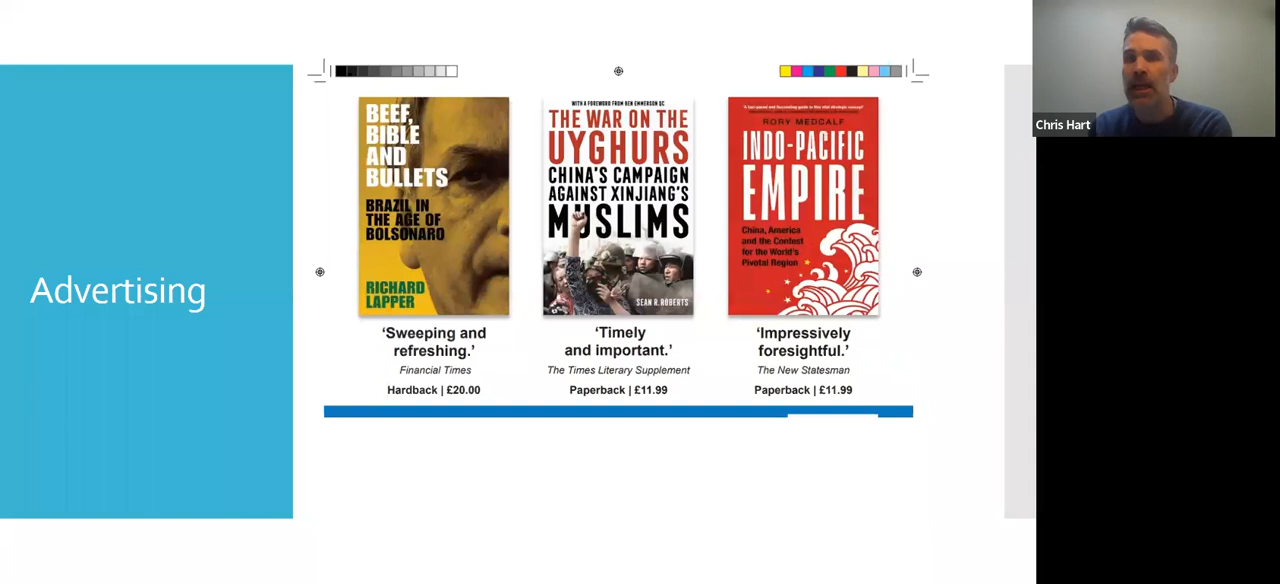 Advertising
BEEF,
BIBLE
AND
BULLETS
BRAZIL IN
THE AGE OF
BOLSONARO
RICHARD
LAPPER
'Sweeping and
refreshing.'
Financial Times
Hardback | £20.00
WITH A FOREWORD FROM BEN EMMERSON QC
THE WAR ON THE
UYGHURS
CHINA'S CAMPAIGN
AGAINST XINJIANG'S
MUSLIMS
SEAN R. ROBERTS
'Timely
and important.'
The Times Literary Supplement
Paperback | £11.99
RORY MEDCALF
INDO-PACIFIC
EMPIRE
China, America
and the Contest
for the World's
Pivotal Region
'Impressively
foresightful.'
The New Statesman
Paperback | £11.99
Chris Hart